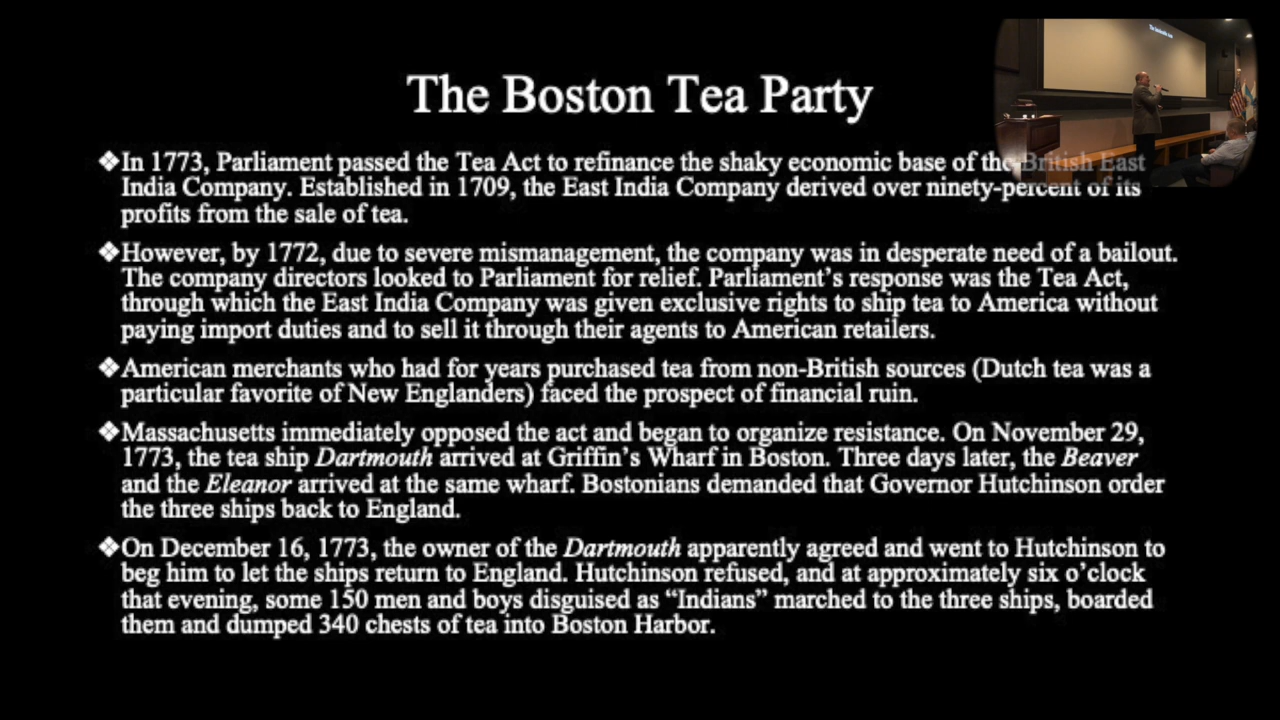 The Boston Tea Party
❖In 1773, Parliament passed the Tea Act to refinance the shaky economic base of the British East
India Company. Established in 1709, the East India Company derived over ninety-percent of its
profits from the sale of tea.
❖However, by 1772, due to severe mismanagement, the company was in desperate need of a bailout.
The company directors looked to Parliament for relief. Parliament’s response was the Tea Act,
through which the East India Company was given exclusive rights to ship tea to America without
paying import duties and to sell it through their agents to American retailers.
❖American merchants who had for years purchased tea from non-British sources (Dutch tea was a
particular favorite of New Englanders) faced the prospect of financial ruin.
❖Massachusetts immediately opposed the act and began to organize resistance. On November 29,
1773, the tea ship Dartmouth arrived at Griffin’s Wharf in Boston. Three days later, the Beaver
and the Eleanor arrived at the same wharf. Bostonians demanded that Governor Hutchinson order
the three ships back to England.
❖On December 16, 1773, the owner of the Dartmouth apparently agreed and went to Hutchinson to
beg him to let the ships return to England. Hutchinson refused, and at approximately six o’clock
that evening, some 150 men and boys disguised as “Indians” marched to the three ships, boarded
them and dumped 340 chests of tea into Boston Harbor.